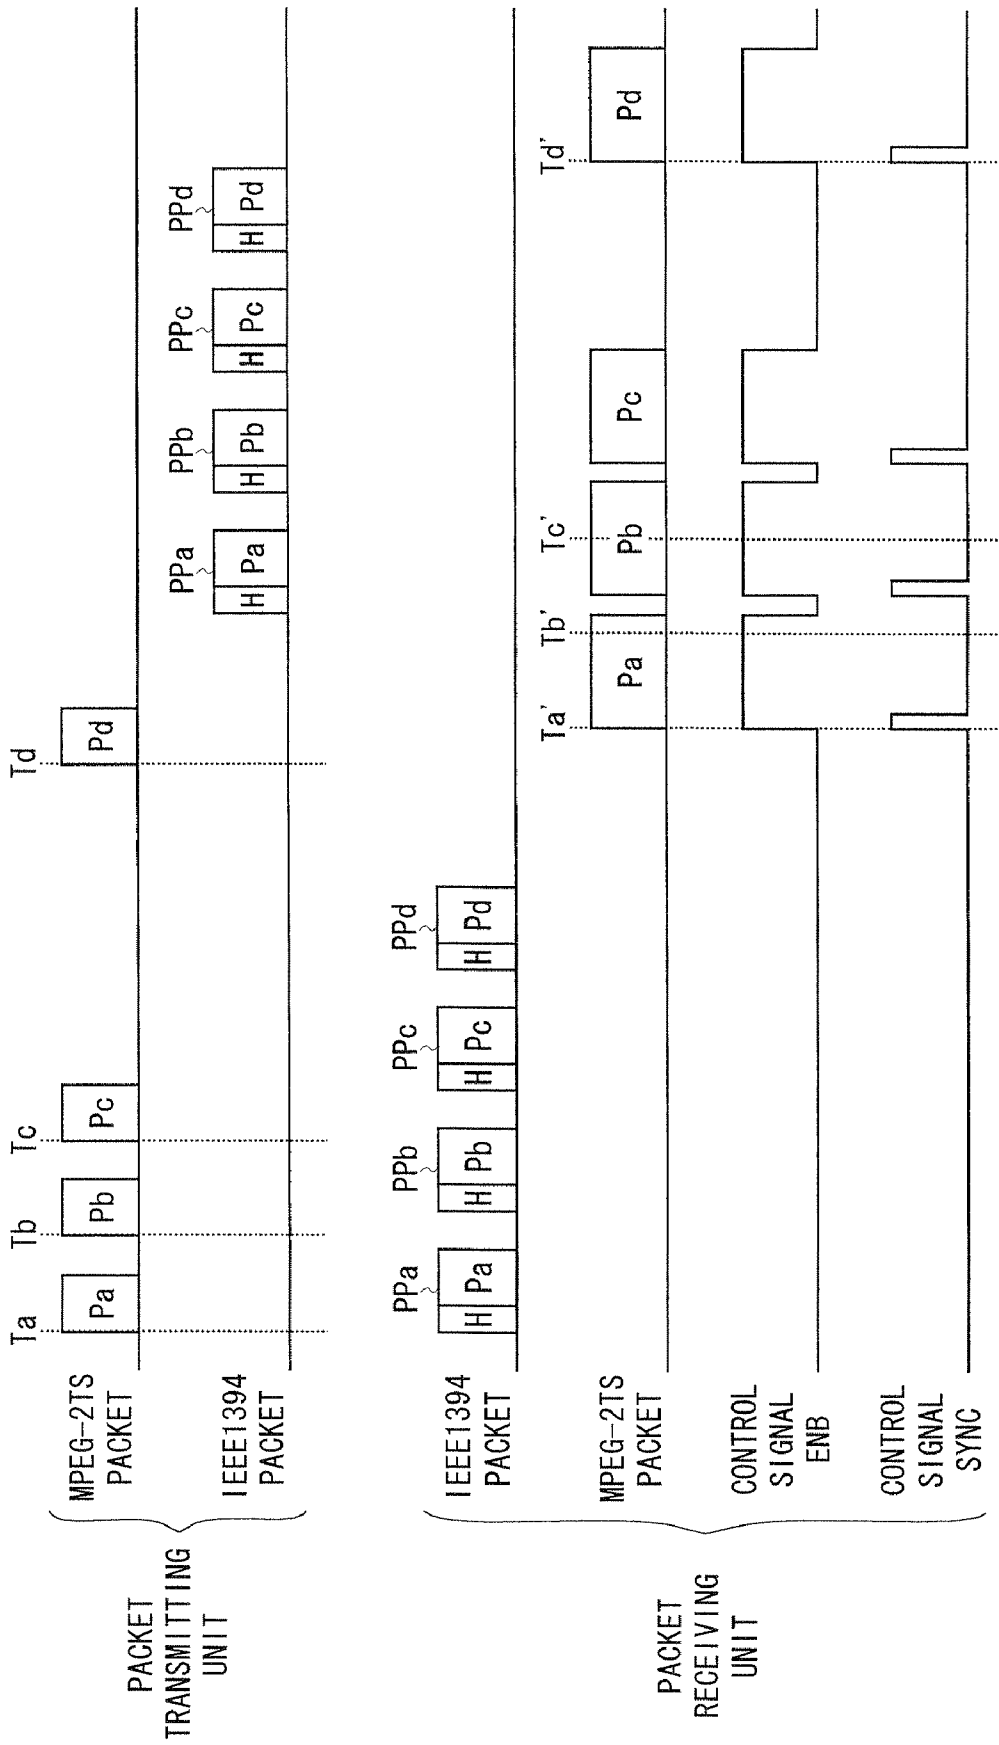 PACKET
TRANSMITTING
UNIT
MPEG-2TS
PACKET
Ta Tb Tc Td
Pa Pb Pc Pd
IEEE1394
PACKET
PPa PPb PPc PPd
H Pa H Pb H Pc H Pd
PACKET
RECEIVING
UNIT
IEEE1394
PACKET
PPa PPb PPc PPd
H Pa H Pb H Pc H Pd
MPEG-2TS
PACKET
Ta' Tb' Tc' Td'
Pa Pb Pc Pd
CONTROL
SIGNAL
ENB
CONTROL
SIGNAL
SYNC